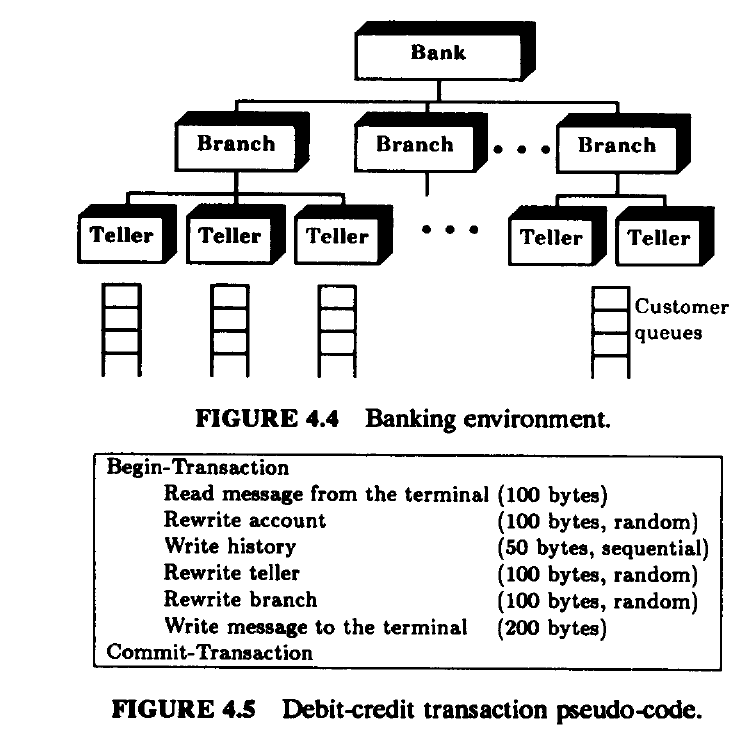 Bank
Branch Branch • • • Branch
Teller Teller Teller • • • Teller Teller
Customer
queues
FIGURE 4.4 Banking environment.
Begin-Transaction
Read message from the terminal (100 bytes)
Rewrite account (100 bytes, random)
Write history (50 bytes, sequential)
Rewrite teller (100 bytes, random)
Rewrite branch (100 bytes, random)
Write message to the terminal (200 bytes)
Commit-Transaction
FIGURE 4.5 Debit-credit transaction pseudo-code.